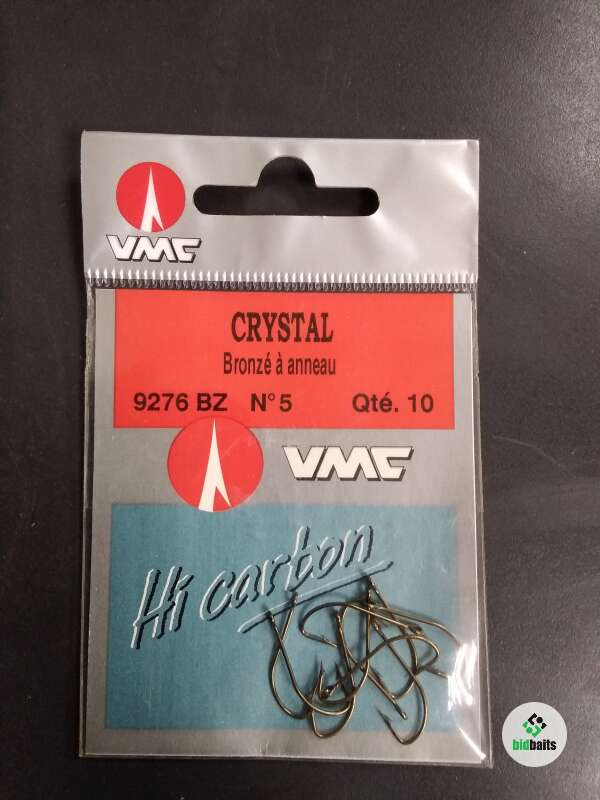 VMC
CRYSTAL
Bronzé à anneau
9276 BZ N° 5 Qté. 10
VMC
Hi carbon
bidbaits